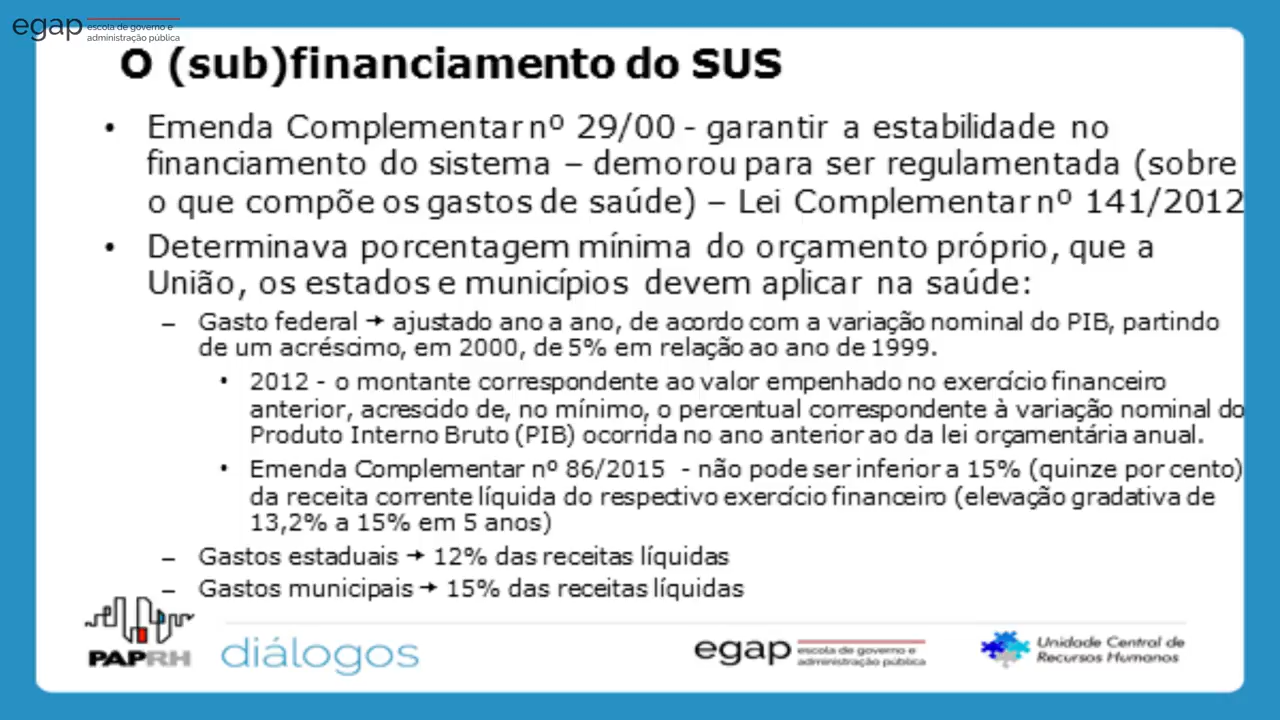 egap escola de governo e
administração pública
O (sub)financiamento do SUS
• Emenda Complementar nº 29/00 - garantir a estabilidade no
financiamento do sistema – demorou para ser regulamentada (sobre
o que compõe os gastos de saúde) – Lei Complementar nº 141/2012
• Determinava porcentagem mínima do orçamento próprio, que a
União, os estados e municípios devem aplicar na saúde:
– Gasto federal → ajustado ano a ano, de acordo com a variação nominal do PIB, partindo
de um acréscimo, em 2000, de 5% em relação ao ano de 1999.
• 2012 - o montante correspondente ao valor empenhado no exercício financeiro
anterior, acrescido de, no mínimo, o percentual correspondente à variação nominal do
Produto Interno Bruto (PIB) ocorrida no ano anterior ao da lei orçamentária anual.
• Emenda Complementar nº 86/2015 - não pode ser inferior a 15% (quinze por cento)
da receita corrente líquida do respectivo exercício financeiro (elevação gradativa de
13,2% a 15% em 5 anos)
– Gastos estaduais → 12% das receitas líquidas
– Gastos municipais → 15% das receitas líquidas
PAPRH diálogos egap escola de governo e
administração pública
Unidade Central de
Recursos Humanos